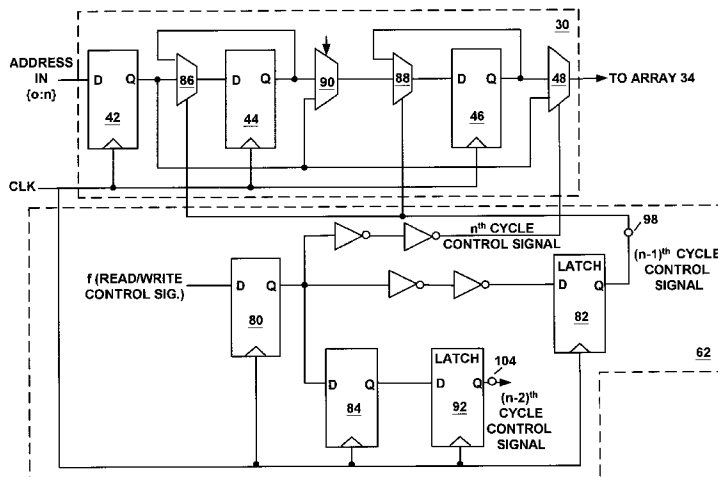 30
ADDRESS
IN
{o:n}
D Q
42
86
D Q
44
90
88
D Q
46
48
TO ARRAY 34
CLK
98
nth CYCLE
CONTROL SIGNAL
(n-1)th CYCLE
CONTROL
SIGNAL
f (READ/WRITE
CONTROL SIG.)
D Q
80
LATCH
D Q
82
62
D Q
84
LATCH
D Q
92
104
(n-2)th
CYCLE
CONTROL
SIGNAL